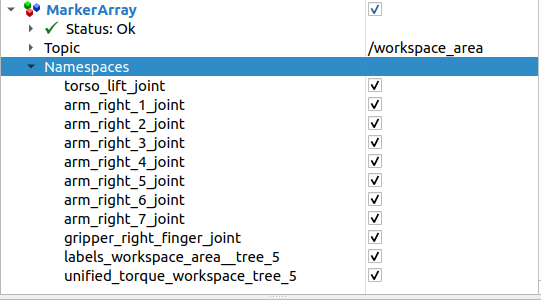 MarkerArray
Status: Ok
Topic /workspace_area
Namespaces
torso_lift_joint
arm_right_1_joint
arm_right_2_joint
arm_right_3_joint
arm_right_4_joint
arm_right_5_joint
arm_right_6_joint
arm_right_7_joint
gripper_right_finger_joint
labels_workspace_area__tree_5
unified_torque_workspace_tree_5